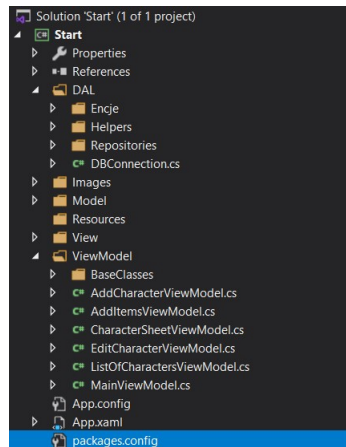 Solution 'Start' (1 of 1 project)
C# Start
Properties
References
DAL
Encje
Helpers
Repositories
C# DBConnection.cs
Images
Model
Resources
View
ViewModel
BaseClasses
C# AddCharacterViewModel.cs
C# AddItemsViewModel.cs
C# CharacterSheetViewModel.cs
C# EditCharacterViewModel.cs
C# ListOfCharactersViewModel.cs
C# MainViewModel.cs
App.config
App.xaml
packages.config